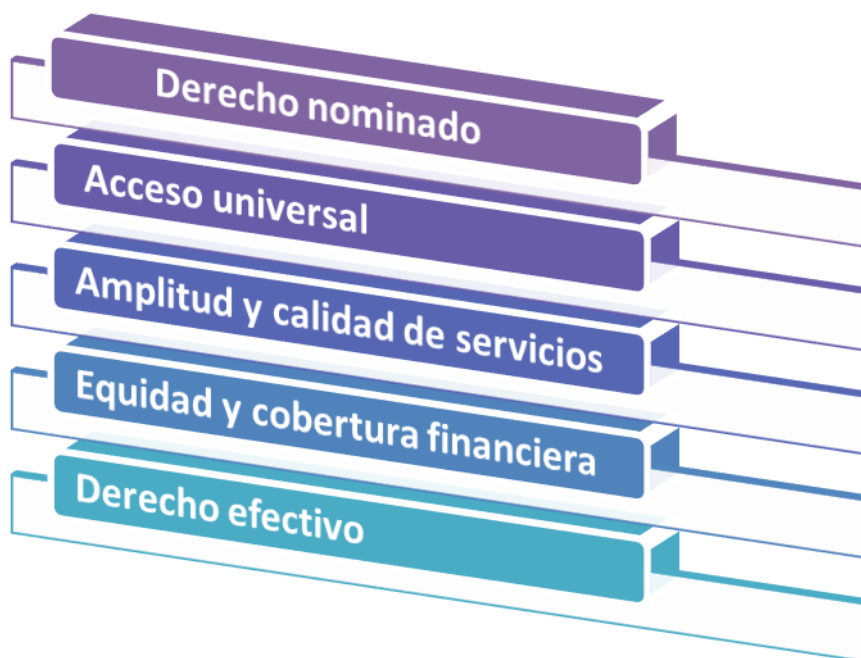 Derecho nominado
Acceso universal
Amplitud y calidad de servicios
Equidad y cobertura financiera
Derecho efectivo